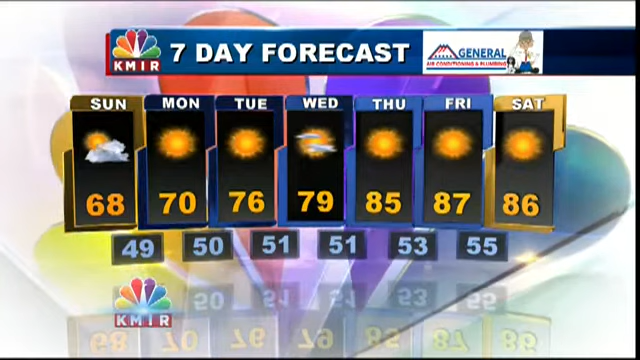 KMIR 7 DAY FORECAST
GENERAL
AIR CONDITIONING & PLUMBING
SUN MON TUE WED THU FRI SAT
68 70 76 79 85 87 86
49 50 51 51 53 55
KMIR